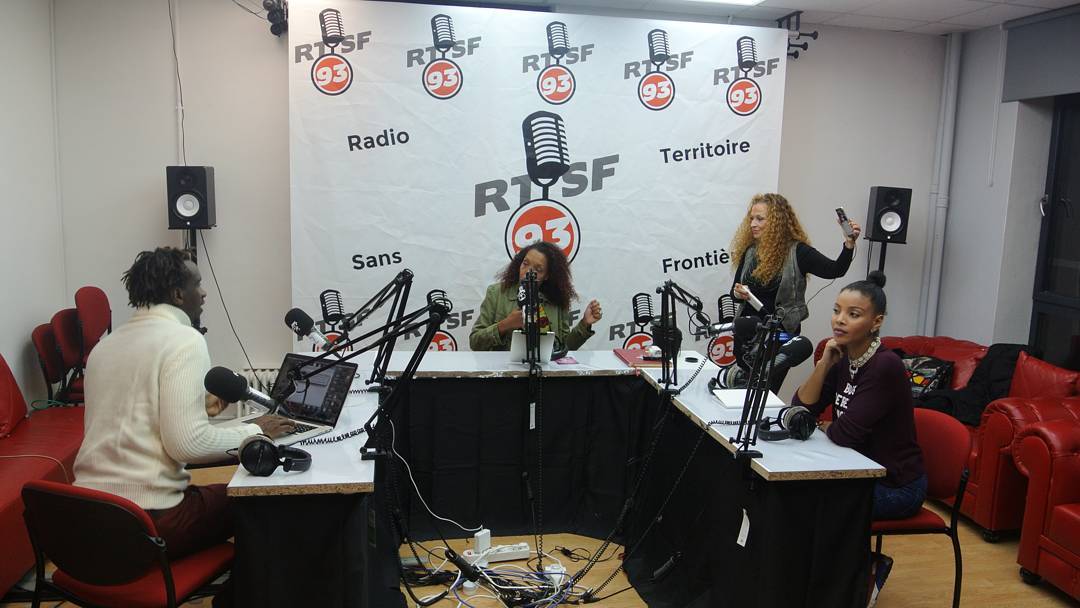 RTSF 93
RTSF 93
RTSF 93
RTSF 93
RTSF 93
Radio
Territoire
RTSF
93
Sans
Frontiè